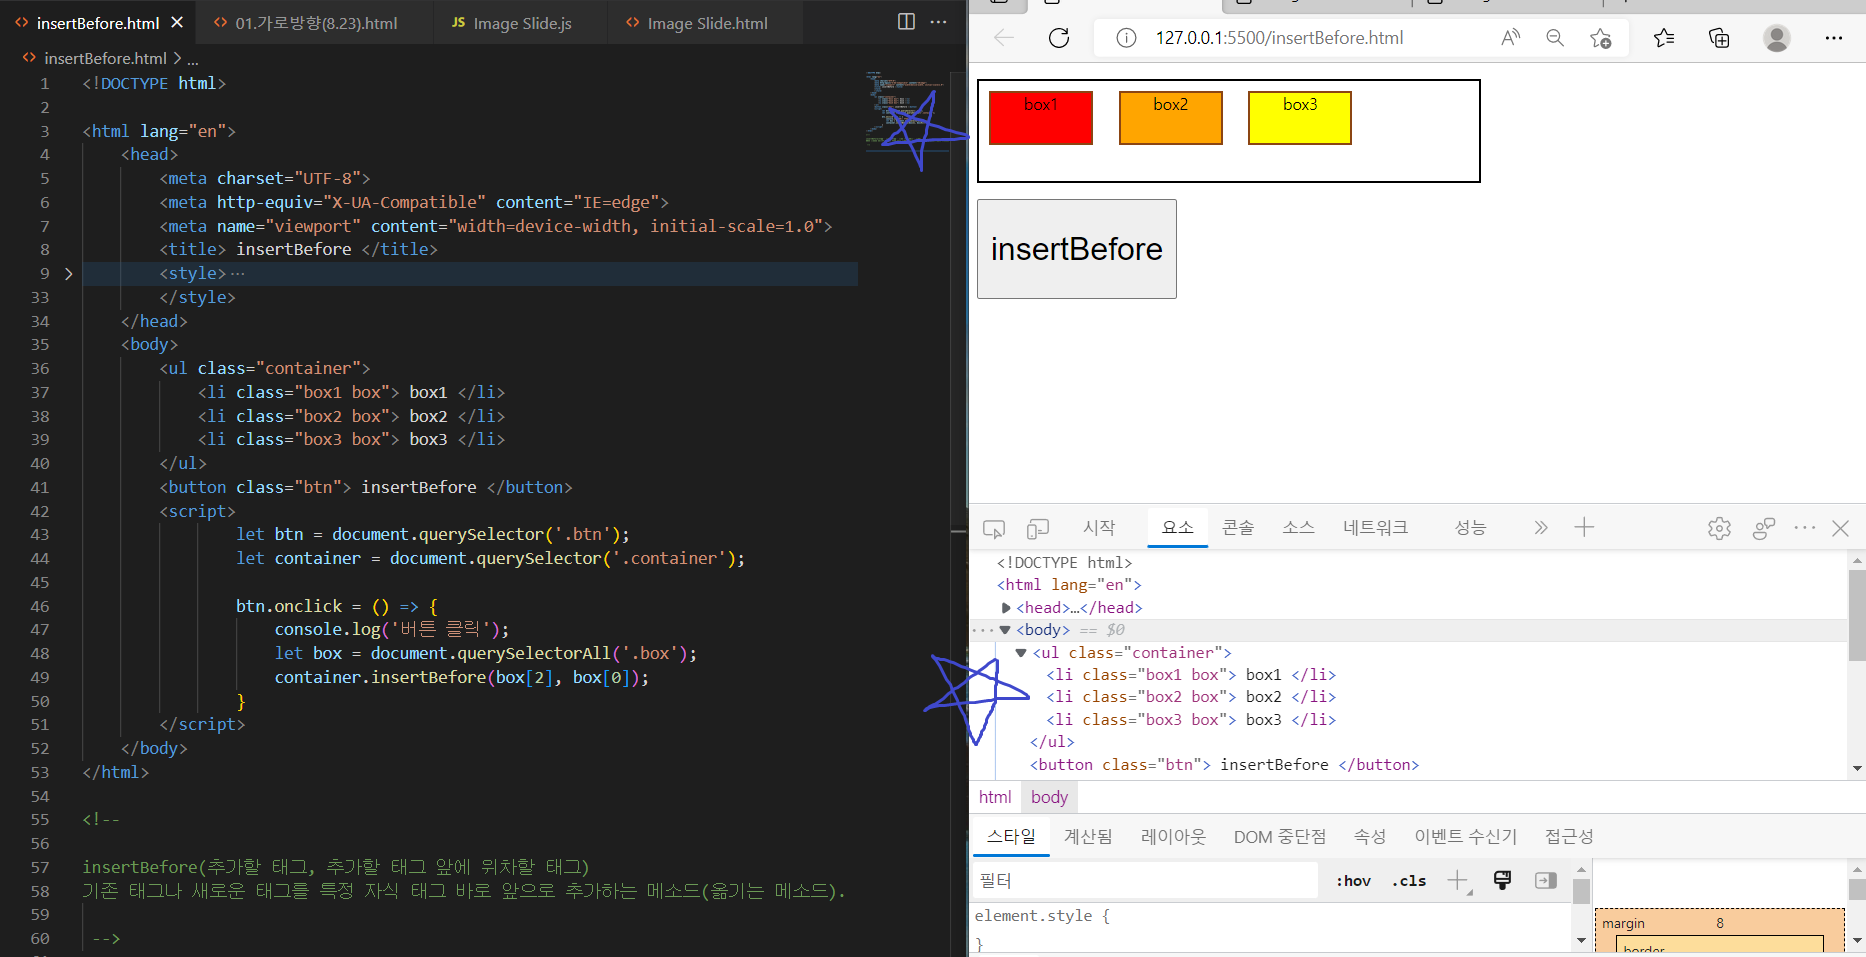 insertBefore.html
01.가로방향(8.23).html
JS Image Slide.js
Image Slide.html
insertBefore.html > ...
1 <!DOCTYPE html>
2
3 <html lang="en">
4 <head>
5 <meta charset="UTF-8">
6 <meta http-equiv="X-UA-Compatible" content="IE=edge">
7 <meta name="viewport" content="width=device-width, initial-scale=1.0">
8 <title> insertBefore </title>
9 <style>...
33 </style>
34 </head>
35 <body>
36 <ul class="container">
37 <li class="box1 box"> box1 </li>
38 <li class="box2 box"> box2 </li>
39 <li class="box3 box"> box3 </li>
40 </ul>
41 <button class="btn"> insertBefore </button>
42 <script>
43 let btn = document.querySelector('.btn');
44 let container = document.querySelector('.container');
45
46 btn.onclick = () => {
47 console.log('버튼 클릭');
48 let box = document.querySelectorAll('.box');
49 container.insertBefore(box[2], box[0]);
50 }
51 </script>
52 </body>
53 </html>
54
55 <!--
56
57 insertBefore(추가할 태그, 추가할 태그 앞에 위차할 태그)
58 기존 태그나 새로운 태그를 특정 자식 태그 바로 앞으로 추가하는 메소드(옮기는 메소드).
59
60 -->
127.0.0.1:5500/insertBefore.html
box1 box2 box3
insertBefore
시작 요소 콘솔 소스 네트워크 성능
<!DOCTYPE html>
<html lang="en">
<head>…</head>
<body> == $0
<ul class="container">
<li class="box1 box"> box1 </li>
<li class="box2 box"> box2 </li>
<li class="box3 box"> box3 </li>
</ul>
<button class="btn"> insertBefore </button>
html body
스타일 계산됨 레이아웃 DOM 중단점 속성 이벤트 수신기 접근성
필터 :hov .cls
element.style {
}
margin 8
border